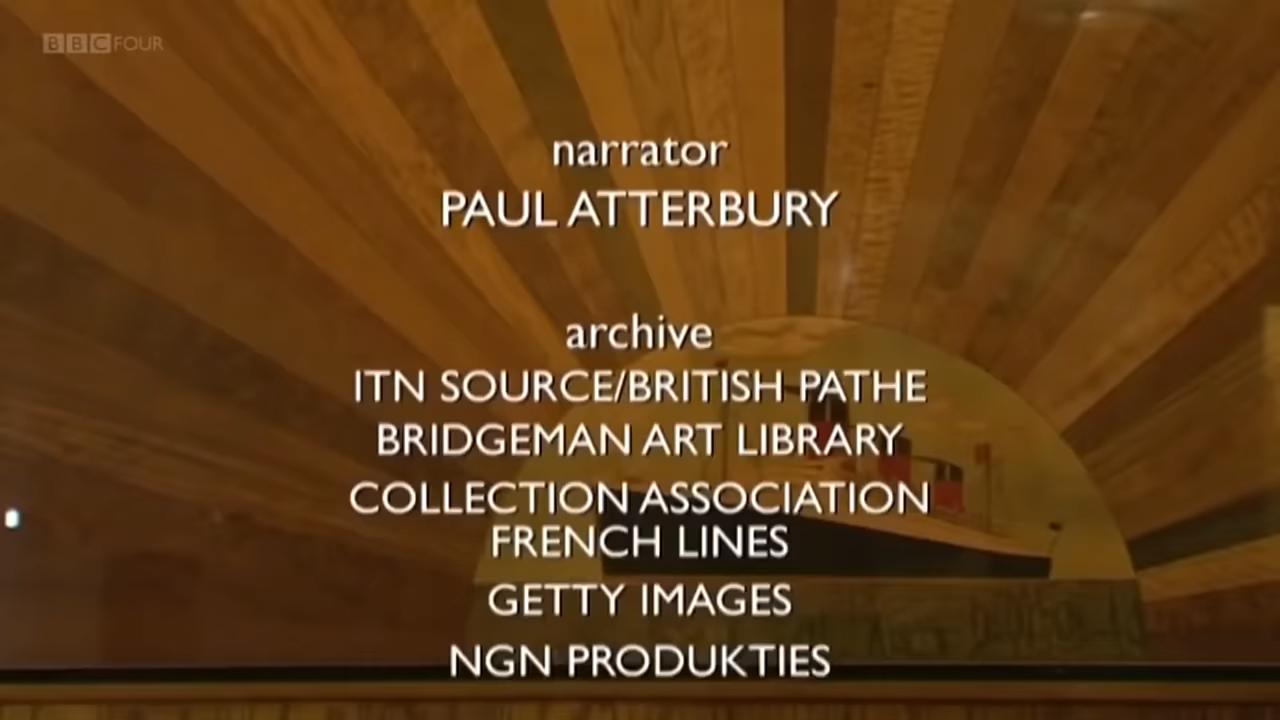 BBC FOUR
narrator
PAUL ATTERBURY
archive
ITN SOURCE/BRITISH PATHE
BRIDGEMAN ART LIBRARY
COLLECTION ASSOCIATION
FRENCH LINES
GETTY IMAGES
NGN PRODUKTIES